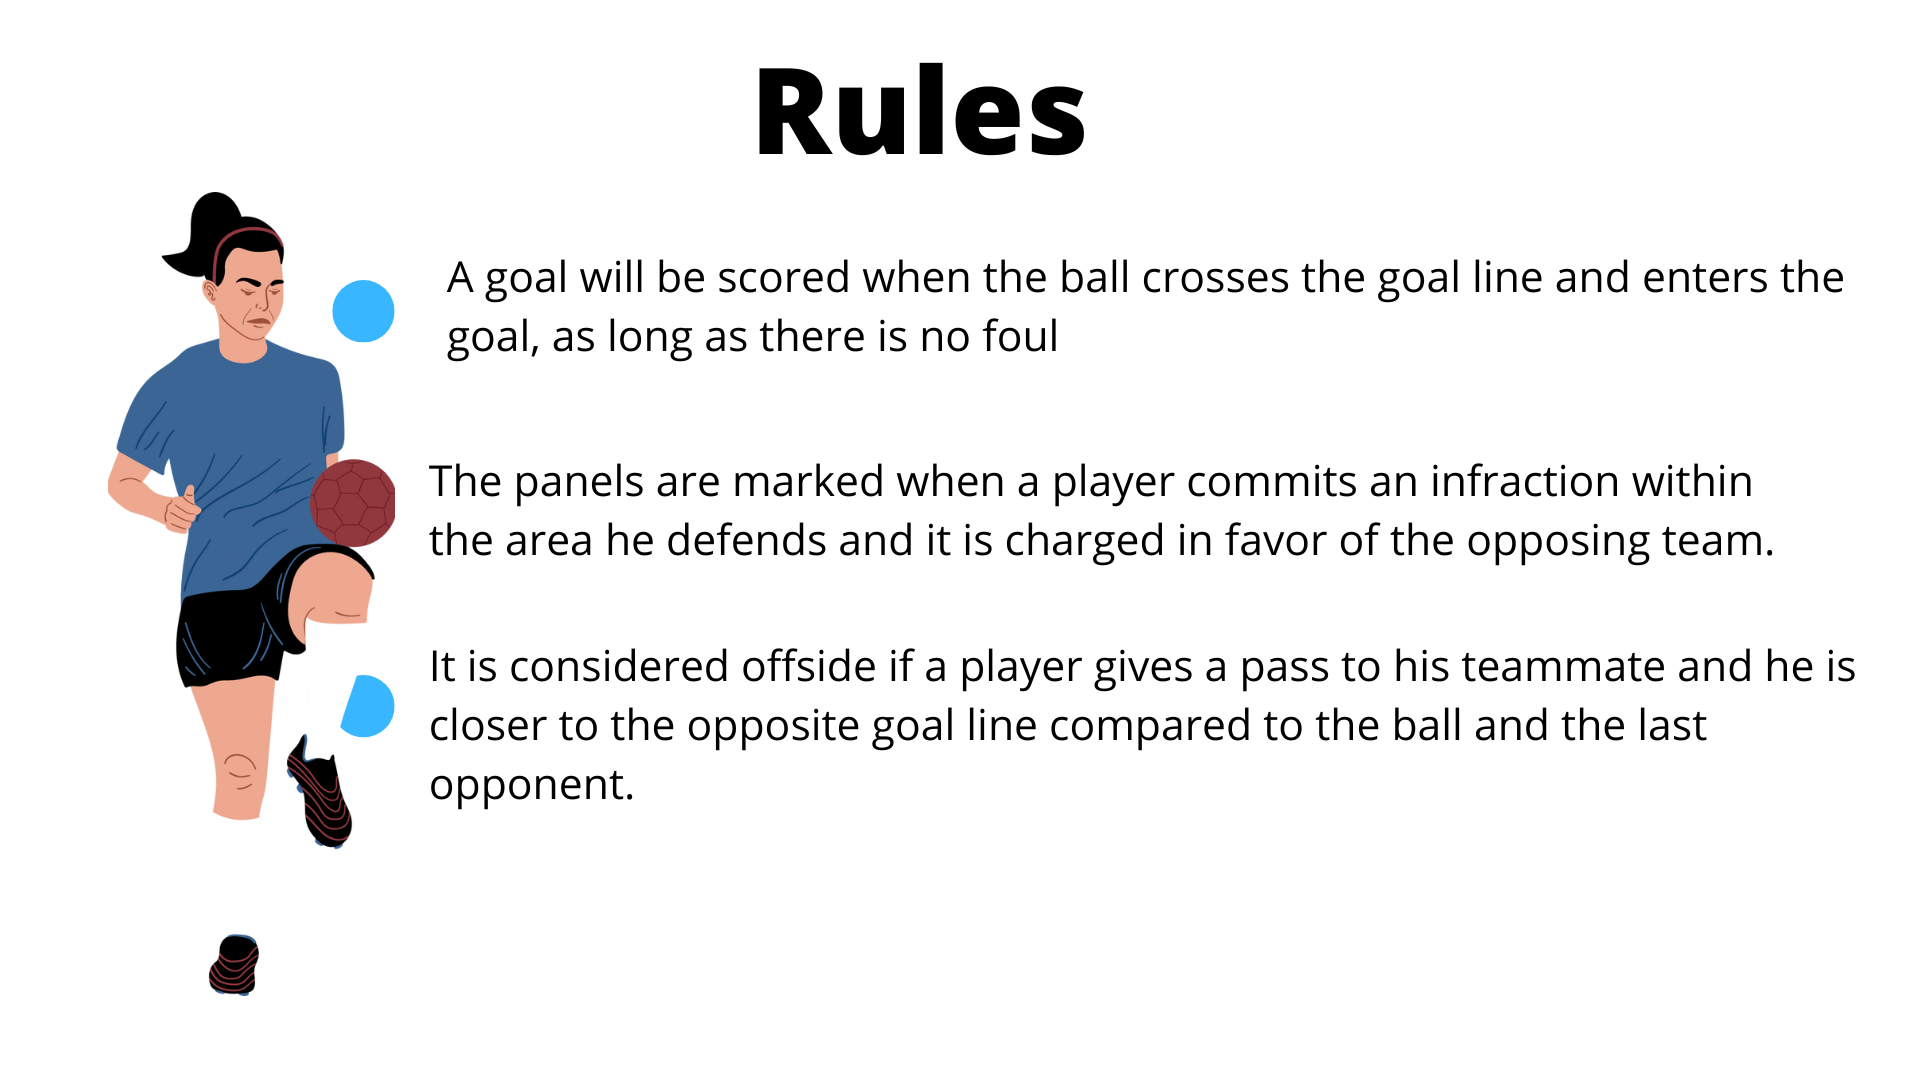 Rules
A goal will be scored when the ball crosses the goal line and enters the
goal, as long as there is no foul
The panels are marked when a player commits an infraction within
the area he defends and it is charged in favor of the opposing team.
It is considered offside if a player gives a pass to his teammate and he is
closer to the opposite goal line compared to the ball and the last
opponent.